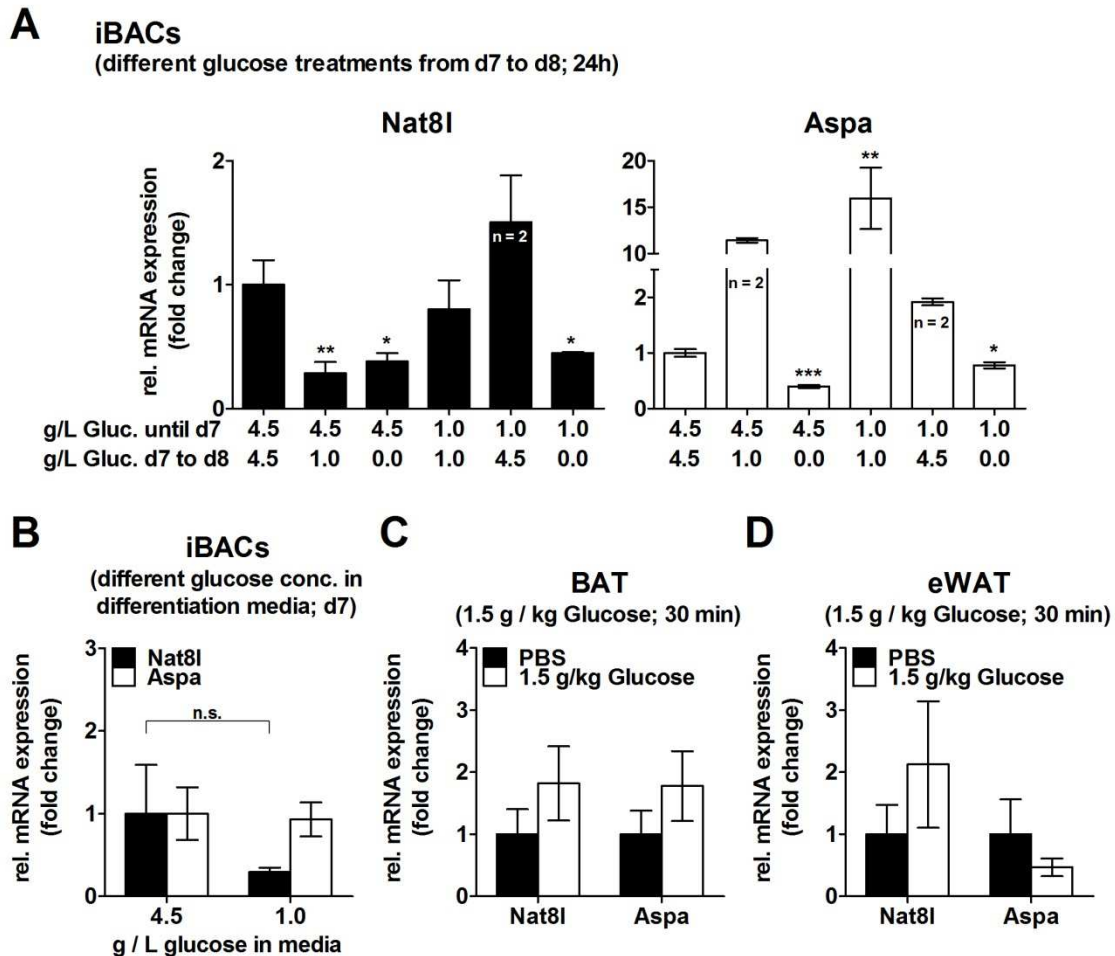 A
iBACs
(different glucose treatments from d7 to d8; 24h)
Nat8l
rel. mRNA expression
(fold change)
2
1
0
**
*
n = 2
*
g/L Gluc. until d7
4.5 4.5 4.5 1.0 1.0 1.0
g/L Gluc. d7 to d8
4.5 1.0 0.0 1.0 4.5 0.0
Aspa
20
15
10
2
1
0
n = 2
***
**
n = 2
*
4.5 4.5 4.5 1.0 1.0 1.0
4.5 1.0 0.0 1.0 4.5 0.0
B
iBACs
(different glucose conc. in
differentiation media; d7)
rel. mRNA expression
(fold change)
3
2
1
0
Nat8l
Aspa
n.s.
4.5 1.0
g / L glucose in media
C
BAT
(1.5 g / kg Glucose; 30 min)
rel. mRNA expression
(fold change)
4
3
2
1
0
PBS
1.5 g/kg Glucose
Nat8l Aspa
D
eWAT
(1.5 g / kg Glucose; 30 min)
rel. mRNA expression
(fold change)
4
3
2
1
0
PBS
1.5 g/kg Glucose
Nat8l Aspa